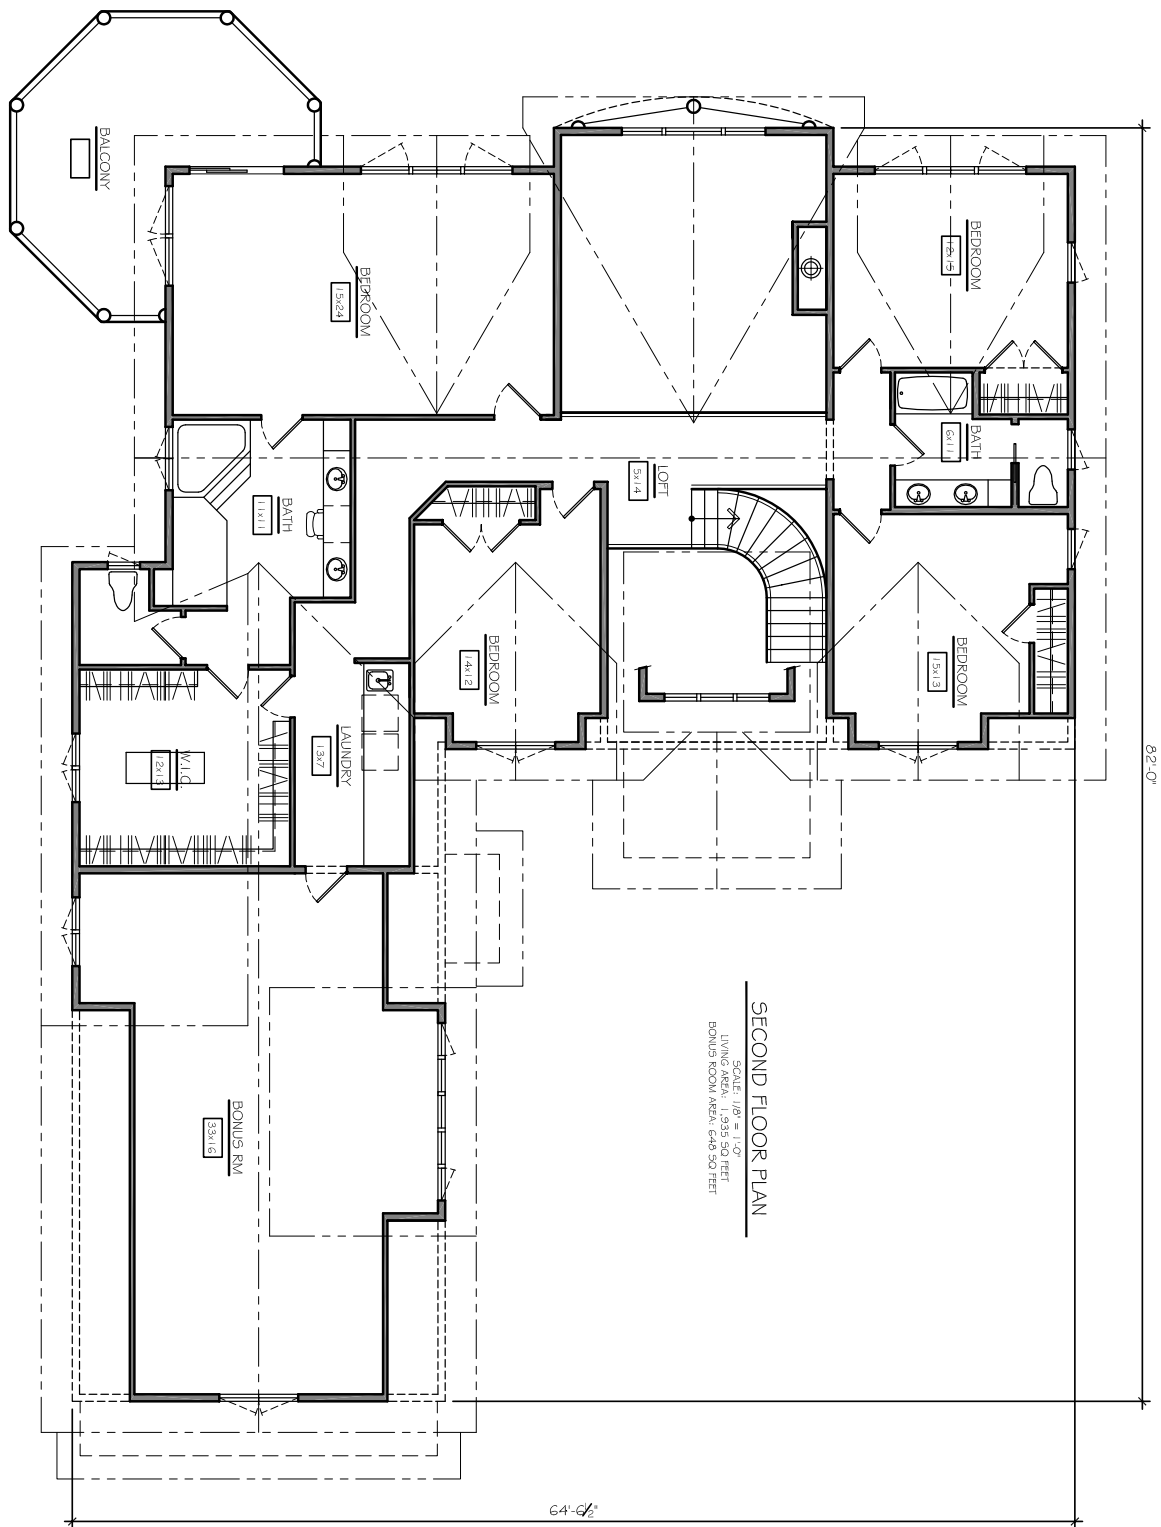 BALCONY
BEDROOM
15x24
BEDROOM
12x15
BATH
6x11
LOFT
5x14
BATH
11x11
BEDROOM
14x12
BEDROOM
15x13
W.I.C.
12x13
LAUNDRY
13x7
BONUS RM
33x16
SECOND FLOOR PLAN
SCALE: 1/8" = 1'-0"
LIVING AREA: 1,935 SQ FEET
BONUS ROOM AREA: 648 SQ FEET
82'-0"
64'-6½"